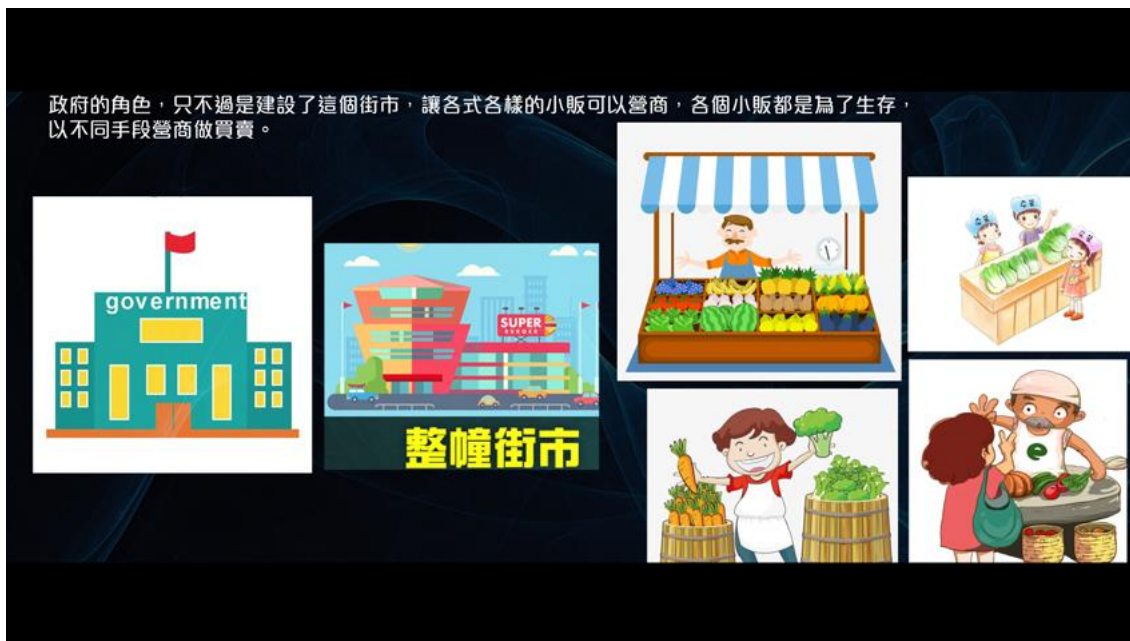 政府的角色，只不過是建設了這個街市，讓各式各樣的小販可以營商，各個小販都是為了生存，
以不同手段營商做買賣。
government
SUPER
BURGER
整幢街市
e